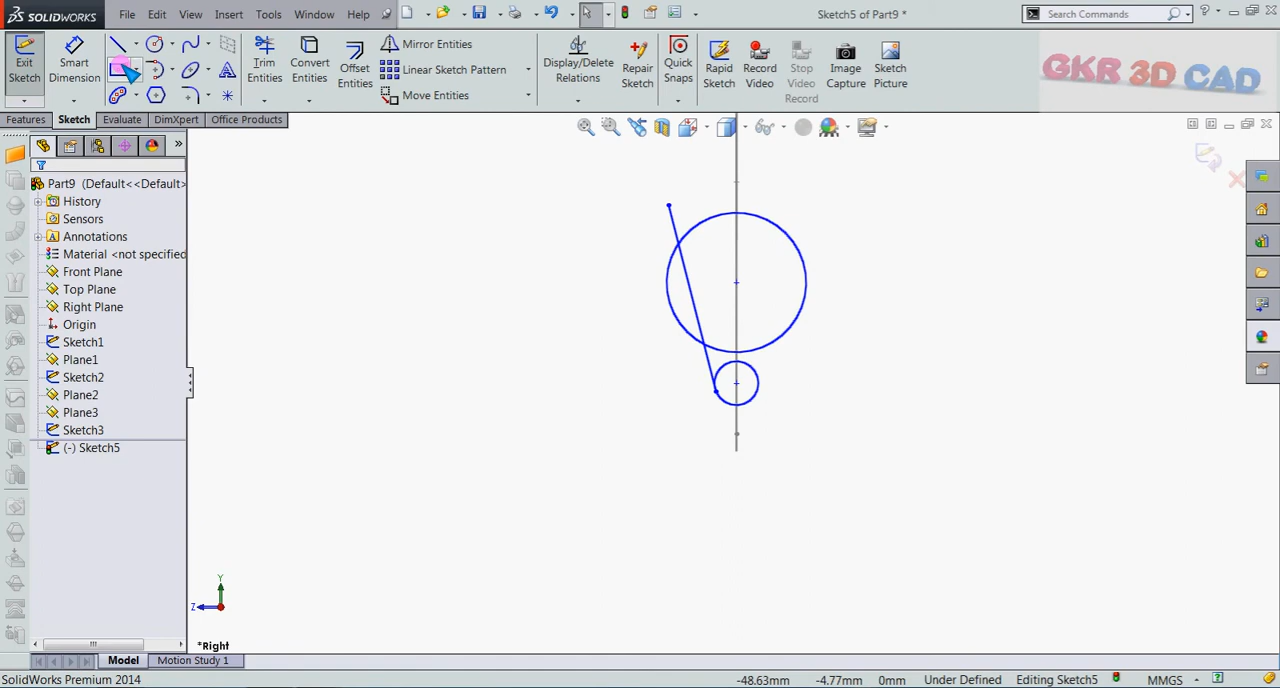 SOLIDWORKS
File
Edit
View
Insert
Tools
Window
Help
Sketch5 of Part9 *
Search Commands
Exit
Sketch
Smart
Dimension
Trim
Entities
Convert
Entities
Offset
Entities
Mirror Entities
Linear Sketch Pattern
Move Entities
Display/Delete
Relations
Repair
Sketch
Quick
Snaps
Rapid
Sketch
Record
Video
Stop
Video
Record
Image
Capture
Sketch
Picture
GKR 3D CAD
Features
Sketch
Evaluate
DimXpert
Office Products
Part9 (Default<<Default>
History
Sensors
Annotations
Material <not specified
Front Plane
Top Plane
Right Plane
Origin
Sketch1
Plane1
Sketch2
Plane2
Plane3
Sketch3
(-) Sketch5
Y
Z
*Right
Model
Motion Study 1
SolidWorks Premium 2014
-48.63mm
-4.77mm
0mm
Under Defined
Editing Sketch5
MMGS